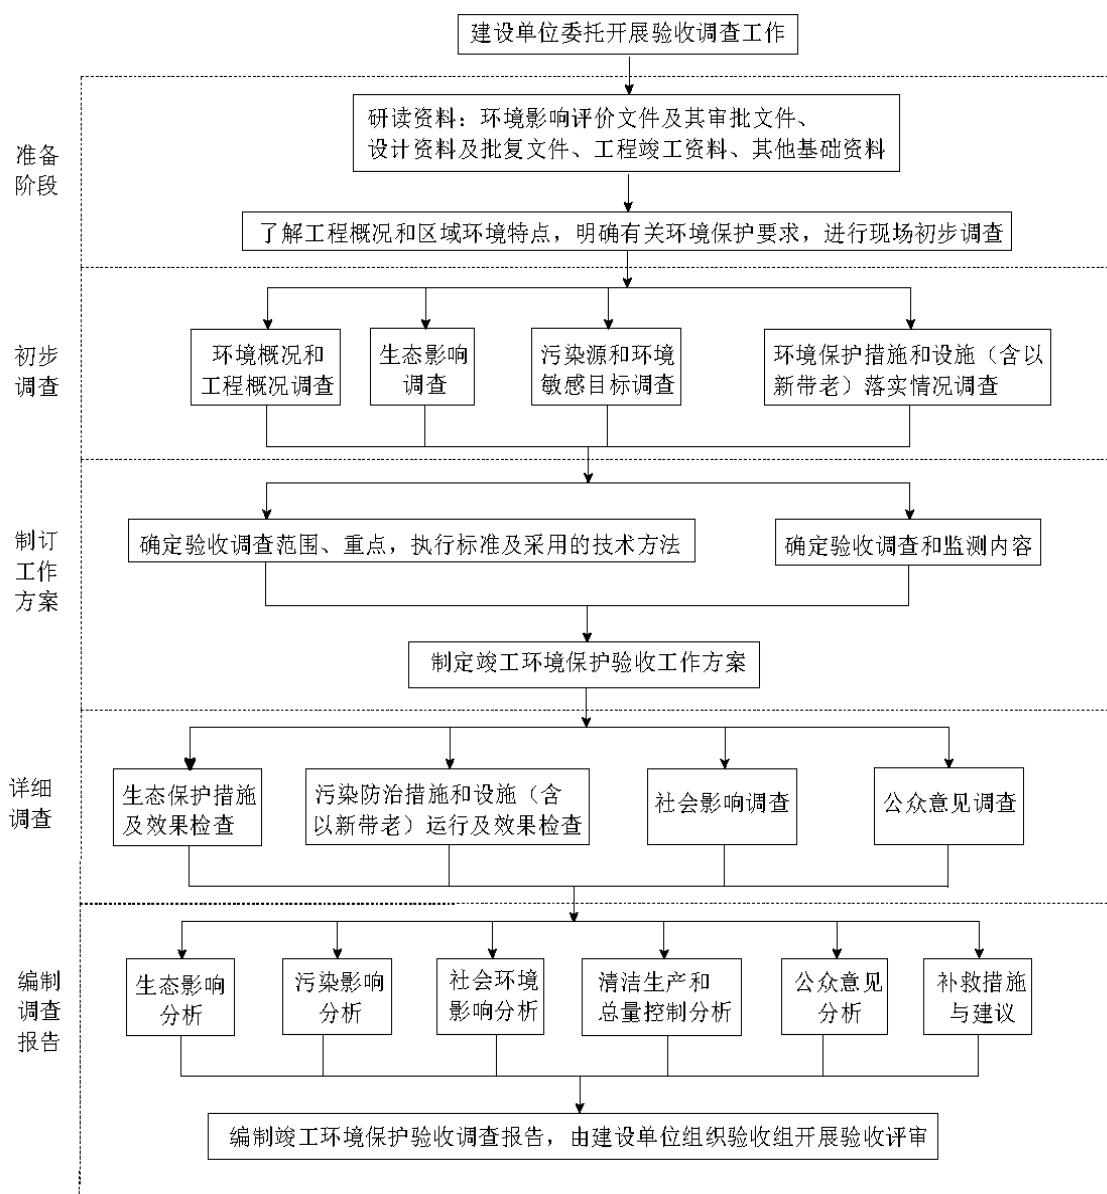 建设单位委托开展验收调查工作
准备
阶段
研读资料：环境影响评价文件及其审批文件、
设计资料及批复文件、工程竣工资料、其他基础资料
了解工程概况和区域环境特点，明确有关环境保护要求，进行现场初步调查
初步
调查
环境概况和
工程概况调查
生态影响
调查
污染源和环境
敏感目标调查
环境保护措施和设施（含以
新带老）落实情况调查
制订
工作
方案
确定验收调查范围、重点，执行标准及采用的技术方法
确定验收调查和监测内容
制定竣工环境保护验收工作方案
详细
调查
生态保护措施
及效果检查
污染防治措施和设施（含
以新带老）运行及效果检查
社会影响调查
公众意见调查
编制
调查
报告
生态影响
分析
污染影响
分析
社会环境
影响分析
清洁生产和
总量控制分析
公众意见
分析
补救措施
与建议
编制竣工环境保护验收调查报告，由建设单位组织验收组开展验收评审